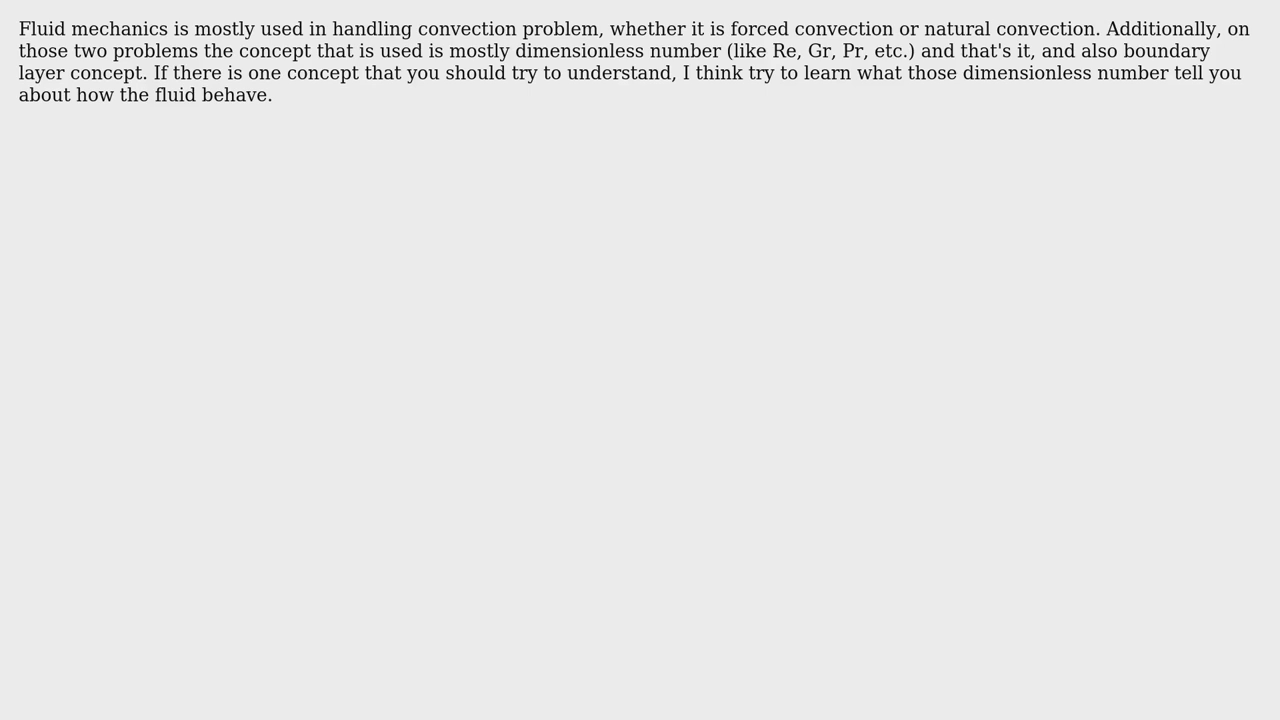 Fluid mechanics is mostly used in handling convection problem, whether it is forced convection or natural convection. Additionally, on
those two problems the concept that is used is mostly dimensionless number (like Re, Gr, Pr, etc.) and that's it, and also boundary
layer concept. If there is one concept that you should try to understand, I think try to learn what those dimensionless number tell you
about how the fluid behave.